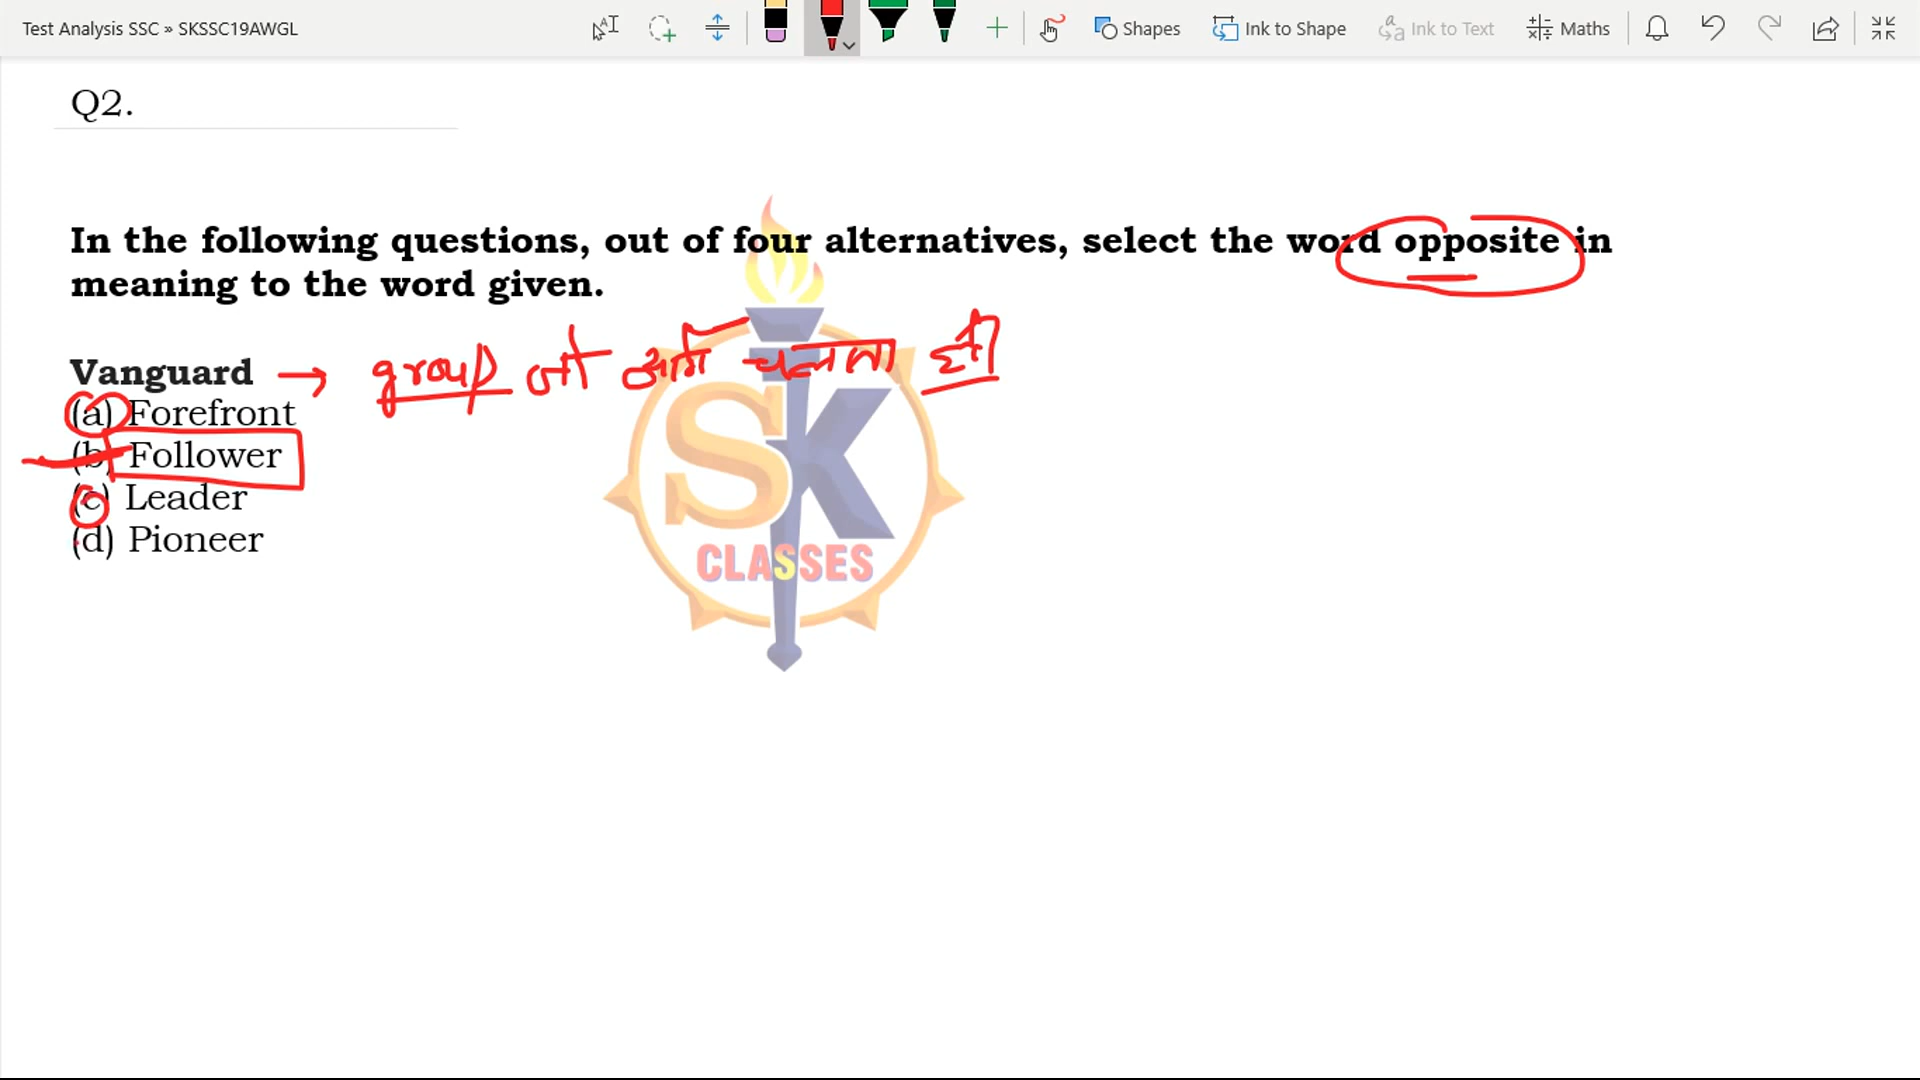 Test Analysis SSC » SKSSC19AWGL
Shapes
Ink to Shape
Ink to Text
Maths
Q2.
In the following questions, out of four alternatives, select the word opposite in
meaning to the word given.
Vanguard → group जो आगे चलता हो
(a) Forefront
(b) Follower
(c) Leader
(d) Pioneer
SK
CLASSES